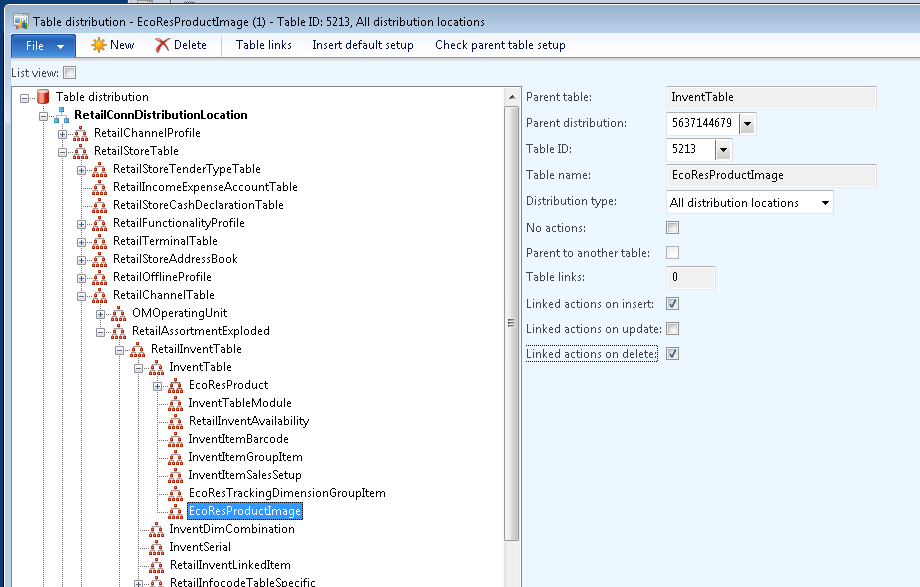 Table distribution - EcoResProductImage (1) - Table ID: 5213, All distribution locations
File New Delete Table links Insert default setup Check parent table setup
List view:
Table distribution
RetailConnDistributionLocation
RetailChannelProfile
RetailStoreTable
RetailStoreTenderTypeTable
RetailIncomeExpenseAccountTable
RetailStoreCashDeclarationTable
RetailFunctionalityProfile
RetailTerminalTable
RetailStoreAddressBook
RetailOfflineProfile
RetailChannelTable
OMOperatingUnit
RetailAssortmentExploded
RetailInventTable
InventTable
EcoResProduct
InventTableModule
RetailInventAvailability
InventItemBarcode
InventItemGroupItem
InventItemSalesSetup
EcoResTrackingDimensionGroupItem
EcoResProductImage
InventDimCombination
InventSerial
RetailInventLinkedItem
RetailInfocodeTableSpecific
Parent table: InventTable
Parent distribution: 5637144679
Table ID: 5213
Table name: EcoResProductImage
Distribution type: All distribution locations
No actions:
Parent to another table:
Table links: 0
Linked actions on insert:
Linked actions on update:
Linked actions on delete: